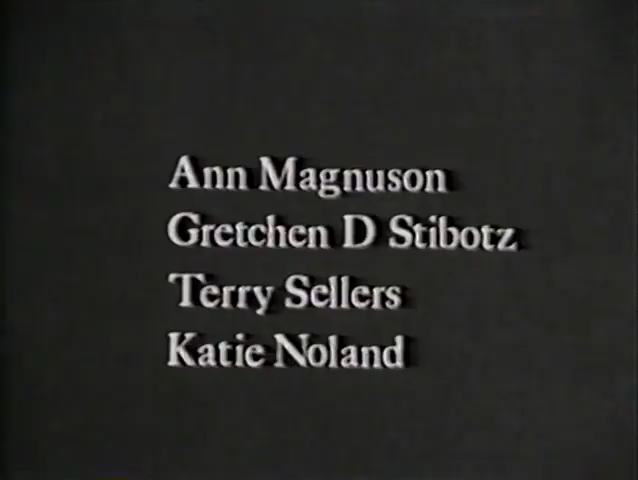 Ann Magnuson
Gretchen D Stibotz
Terry Sellers
Katie Noland